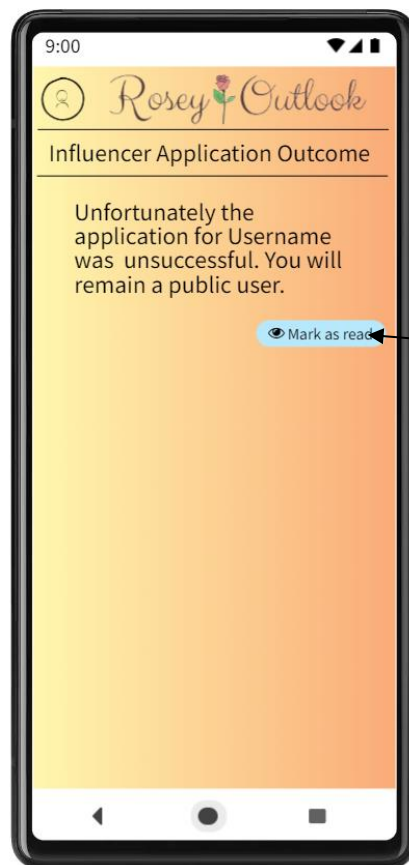 9:00
Rosey Outlook
Influencer Application Outcome
Unfortunately the
application for Username
was unsuccessful. You will
remain a public user.
Mark as read